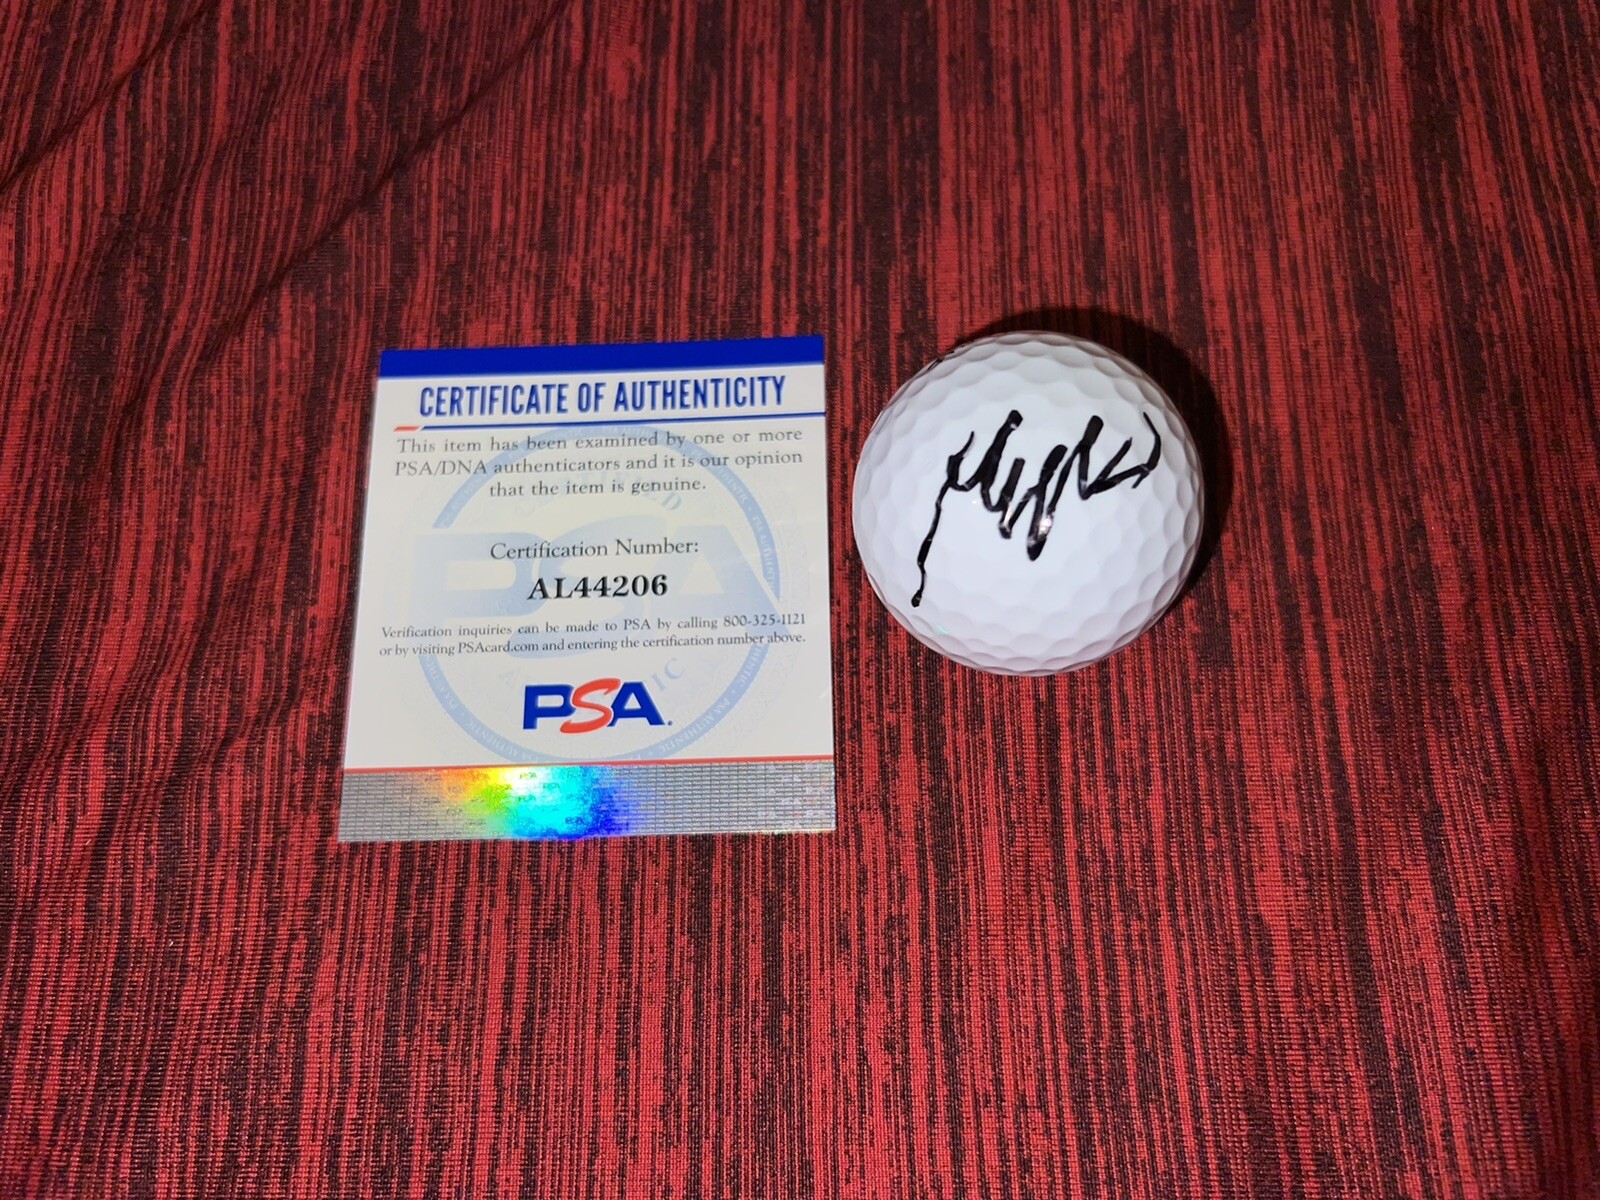 CERTIFICATE OF AUTHENTICITY
This item has been examined by one or more
PSA/DNA authenticators and it is our opinion
that the item is genuine.
Certification Number:
AL44206
Verification inquiries can be made to PSA by calling 800-325-1121
or by visiting PSAcard.com and entering the certification number above.
PSA